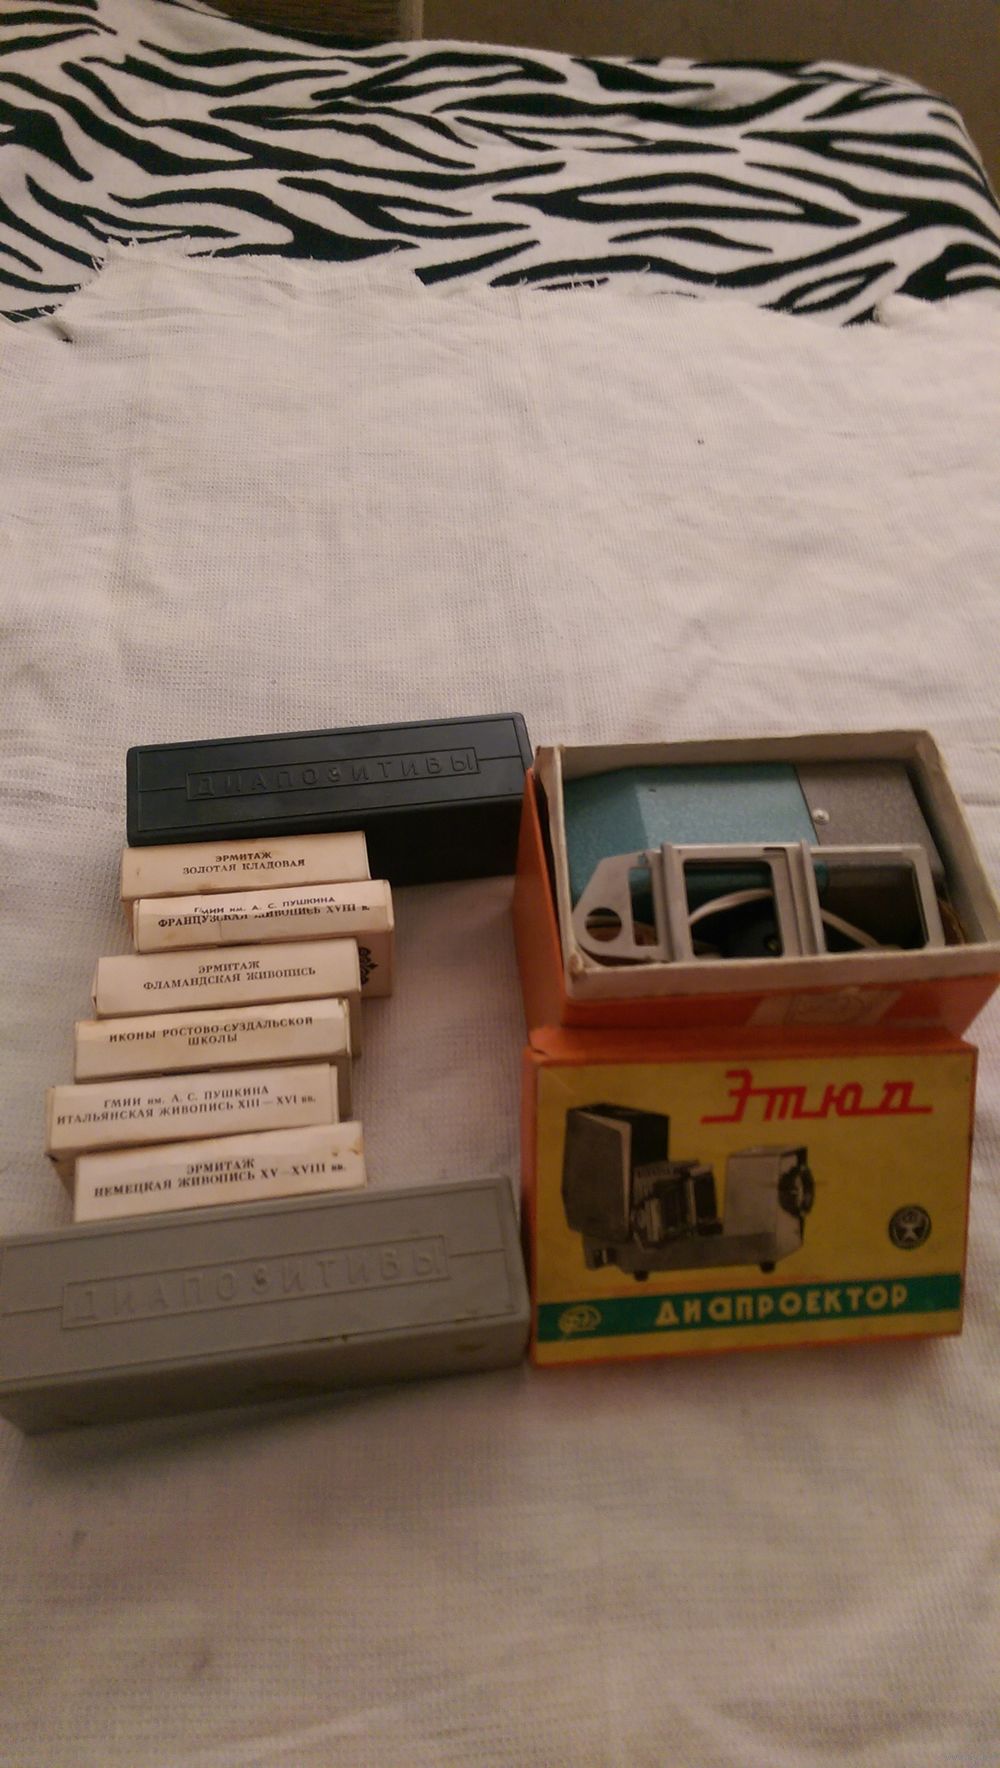 ДИАПОЗИТИВЫ
ЭРМИТАЖ
ЗОЛОТАЯ КЛАДОВАЯ
ГМИИ им. А. С. ПУШКИНА
ФРАНЦУЗСКАЯ ЖИВОПИСЬ XVIII в.
ЭРМИТАЖ
ФЛАМАНДСКАЯ ЖИВОПИСЬ
ИКОНЫ РОСТОВО-СУЗДАЛЬСКОЙ
ШКОЛЫ
ГМИИ им. А. С. ПУШКИНА
ИТАЛЬЯНСКАЯ ЖИВОПИСЬ XIII — XVI вв.
ЭРМИТАЖ
НЕМЕЦКАЯ ЖИВОПИСЬ XV—XVIII вв.
ДИАПОЗИТИВЫ
Этюд
ДИАПРОЕКТОР